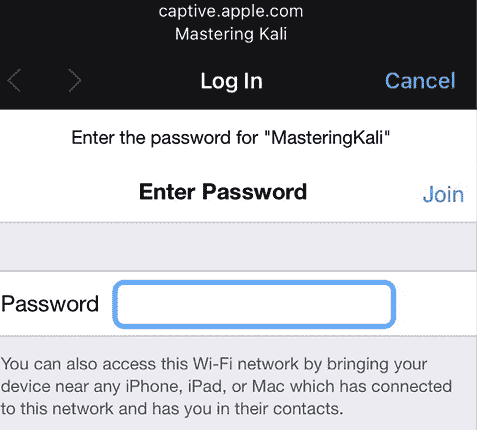 captive.apple.com
Mastering Kali
Log In Cancel
Enter the password for "MasteringKali"
Enter Password Join
Password
You can also access this Wi-Fi network by bringing your
device near any iPhone, iPad, or Mac which has connected
to this network and has you in their contacts.